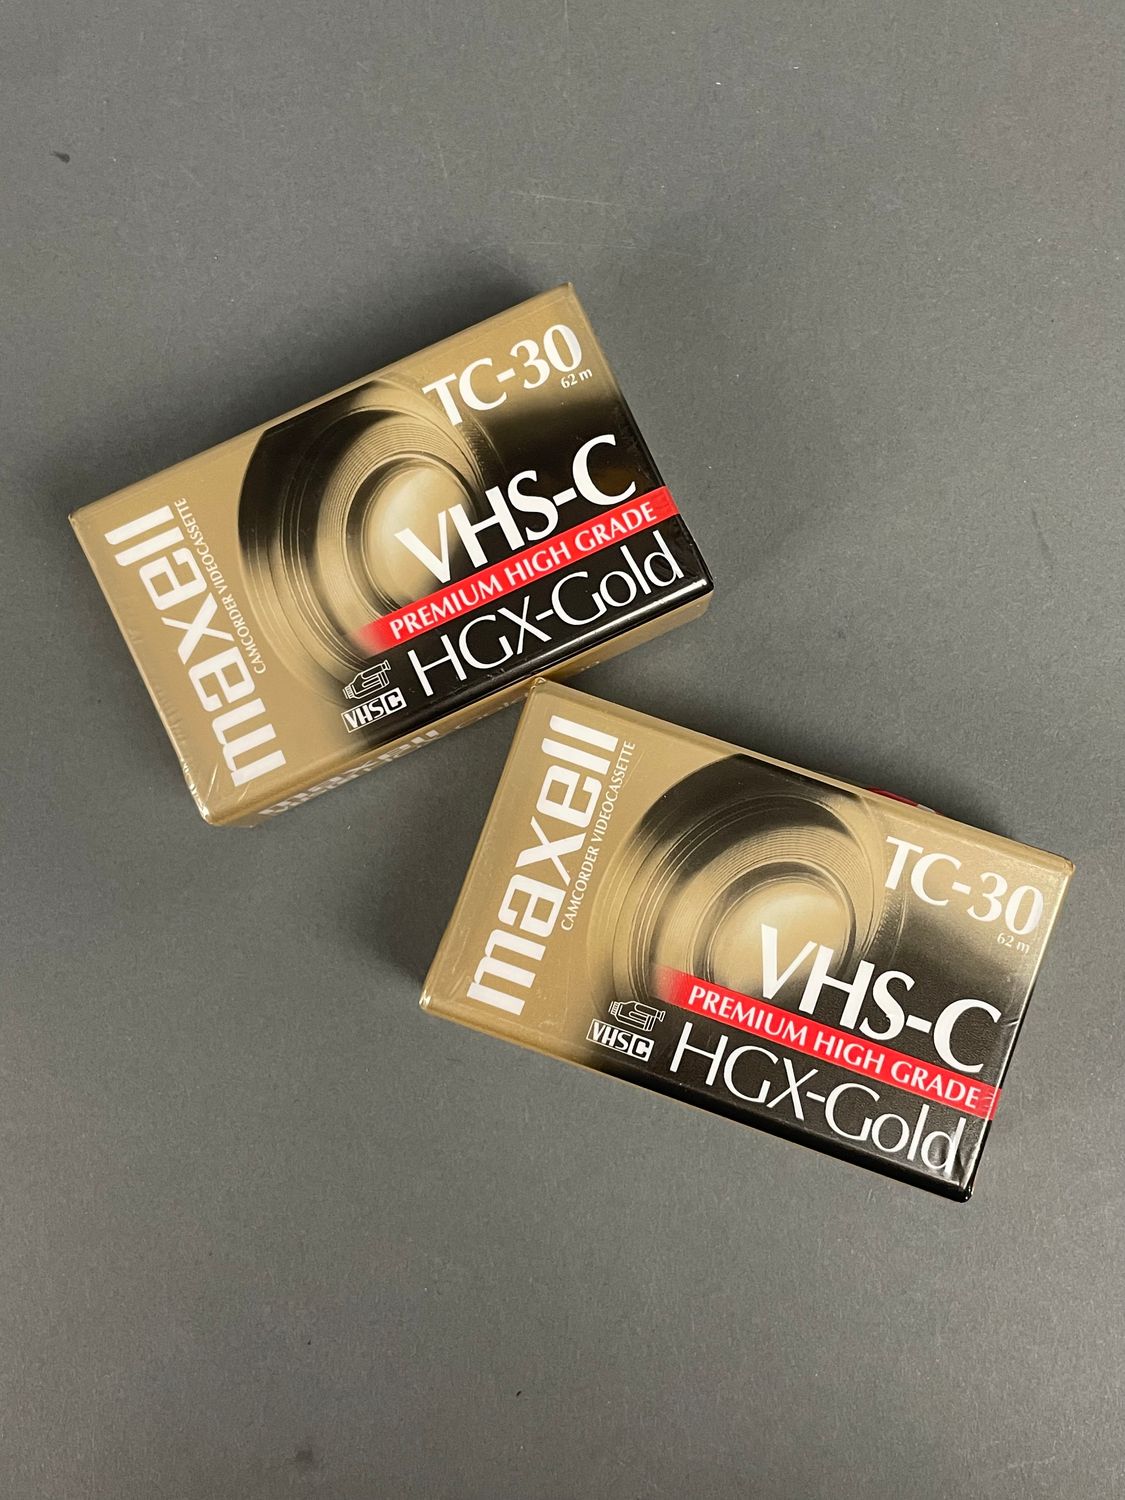 TC-30
62 m
VHS-C
PREMIUM HIGH GRADE
HGX-Gold
maxell
CAMCORDER VIDEOCASSETTE
VHS C
maxell
maxell
CAMCORDER VIDEOCASSETTE
TC-30
62 m
VHS-C
PREMIUM HIGH GRADE
HGX-Gold
VHS C